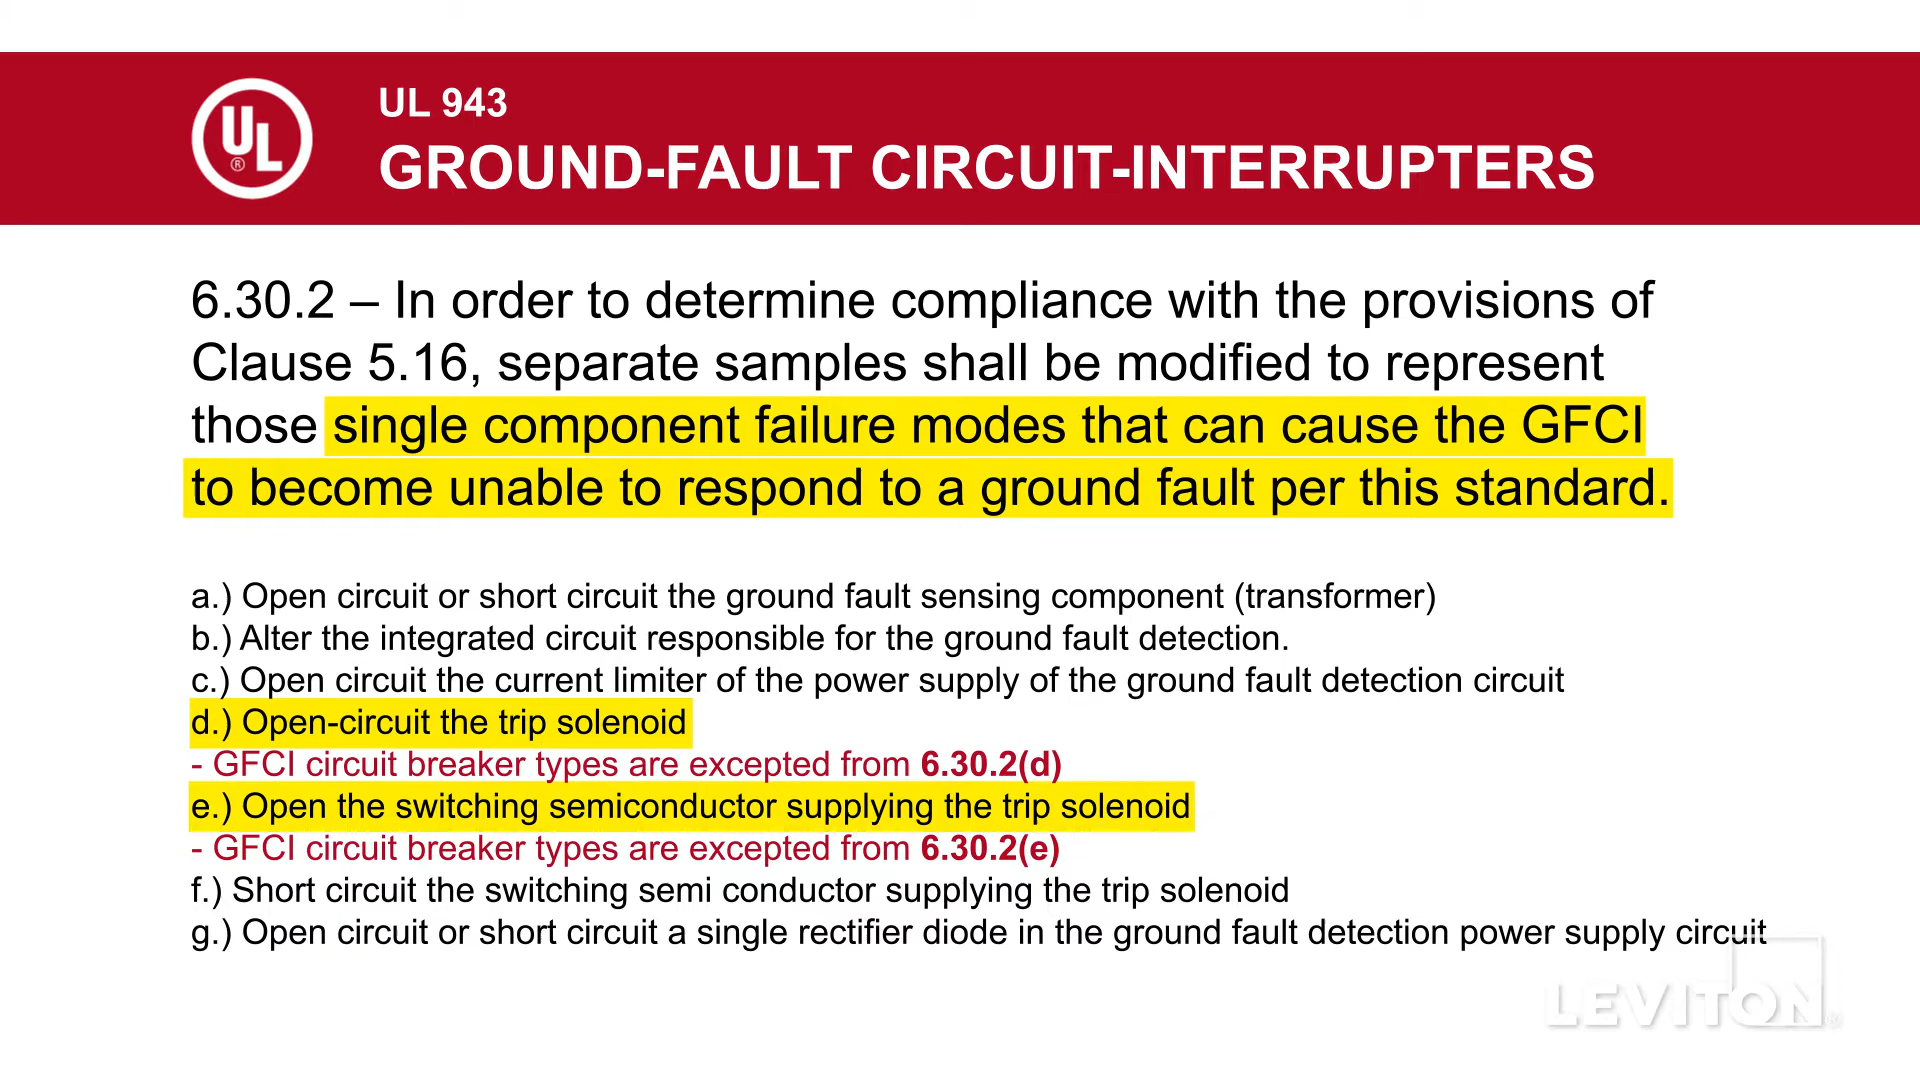 UL
®
UL 943
GROUND-FAULT CIRCUIT-INTERRUPTERS
6.30.2 – In order to determine compliance with the provisions of
Clause 5.16, separate samples shall be modified to represent
those single component failure modes that can cause the GFCI
to become unable to respond to a ground fault per this standard.
a.) Open circuit or short circuit the ground fault sensing component (transformer)
b.) Alter the integrated circuit responsible for the ground fault detection.
c.) Open circuit the current limiter of the power supply of the ground fault detection circuit
d.) Open-circuit the trip solenoid
- GFCI circuit breaker types are excepted from 6.30.2(d)
e.) Open the switching semiconductor supplying the trip solenoid
- GFCI circuit breaker types are excepted from 6.30.2(e)
f.) Short circuit the switching semi conductor supplying the trip solenoid
g.) Open circuit or short circuit a single rectifier diode in the ground fault detection power supply circuit
LEVITON®